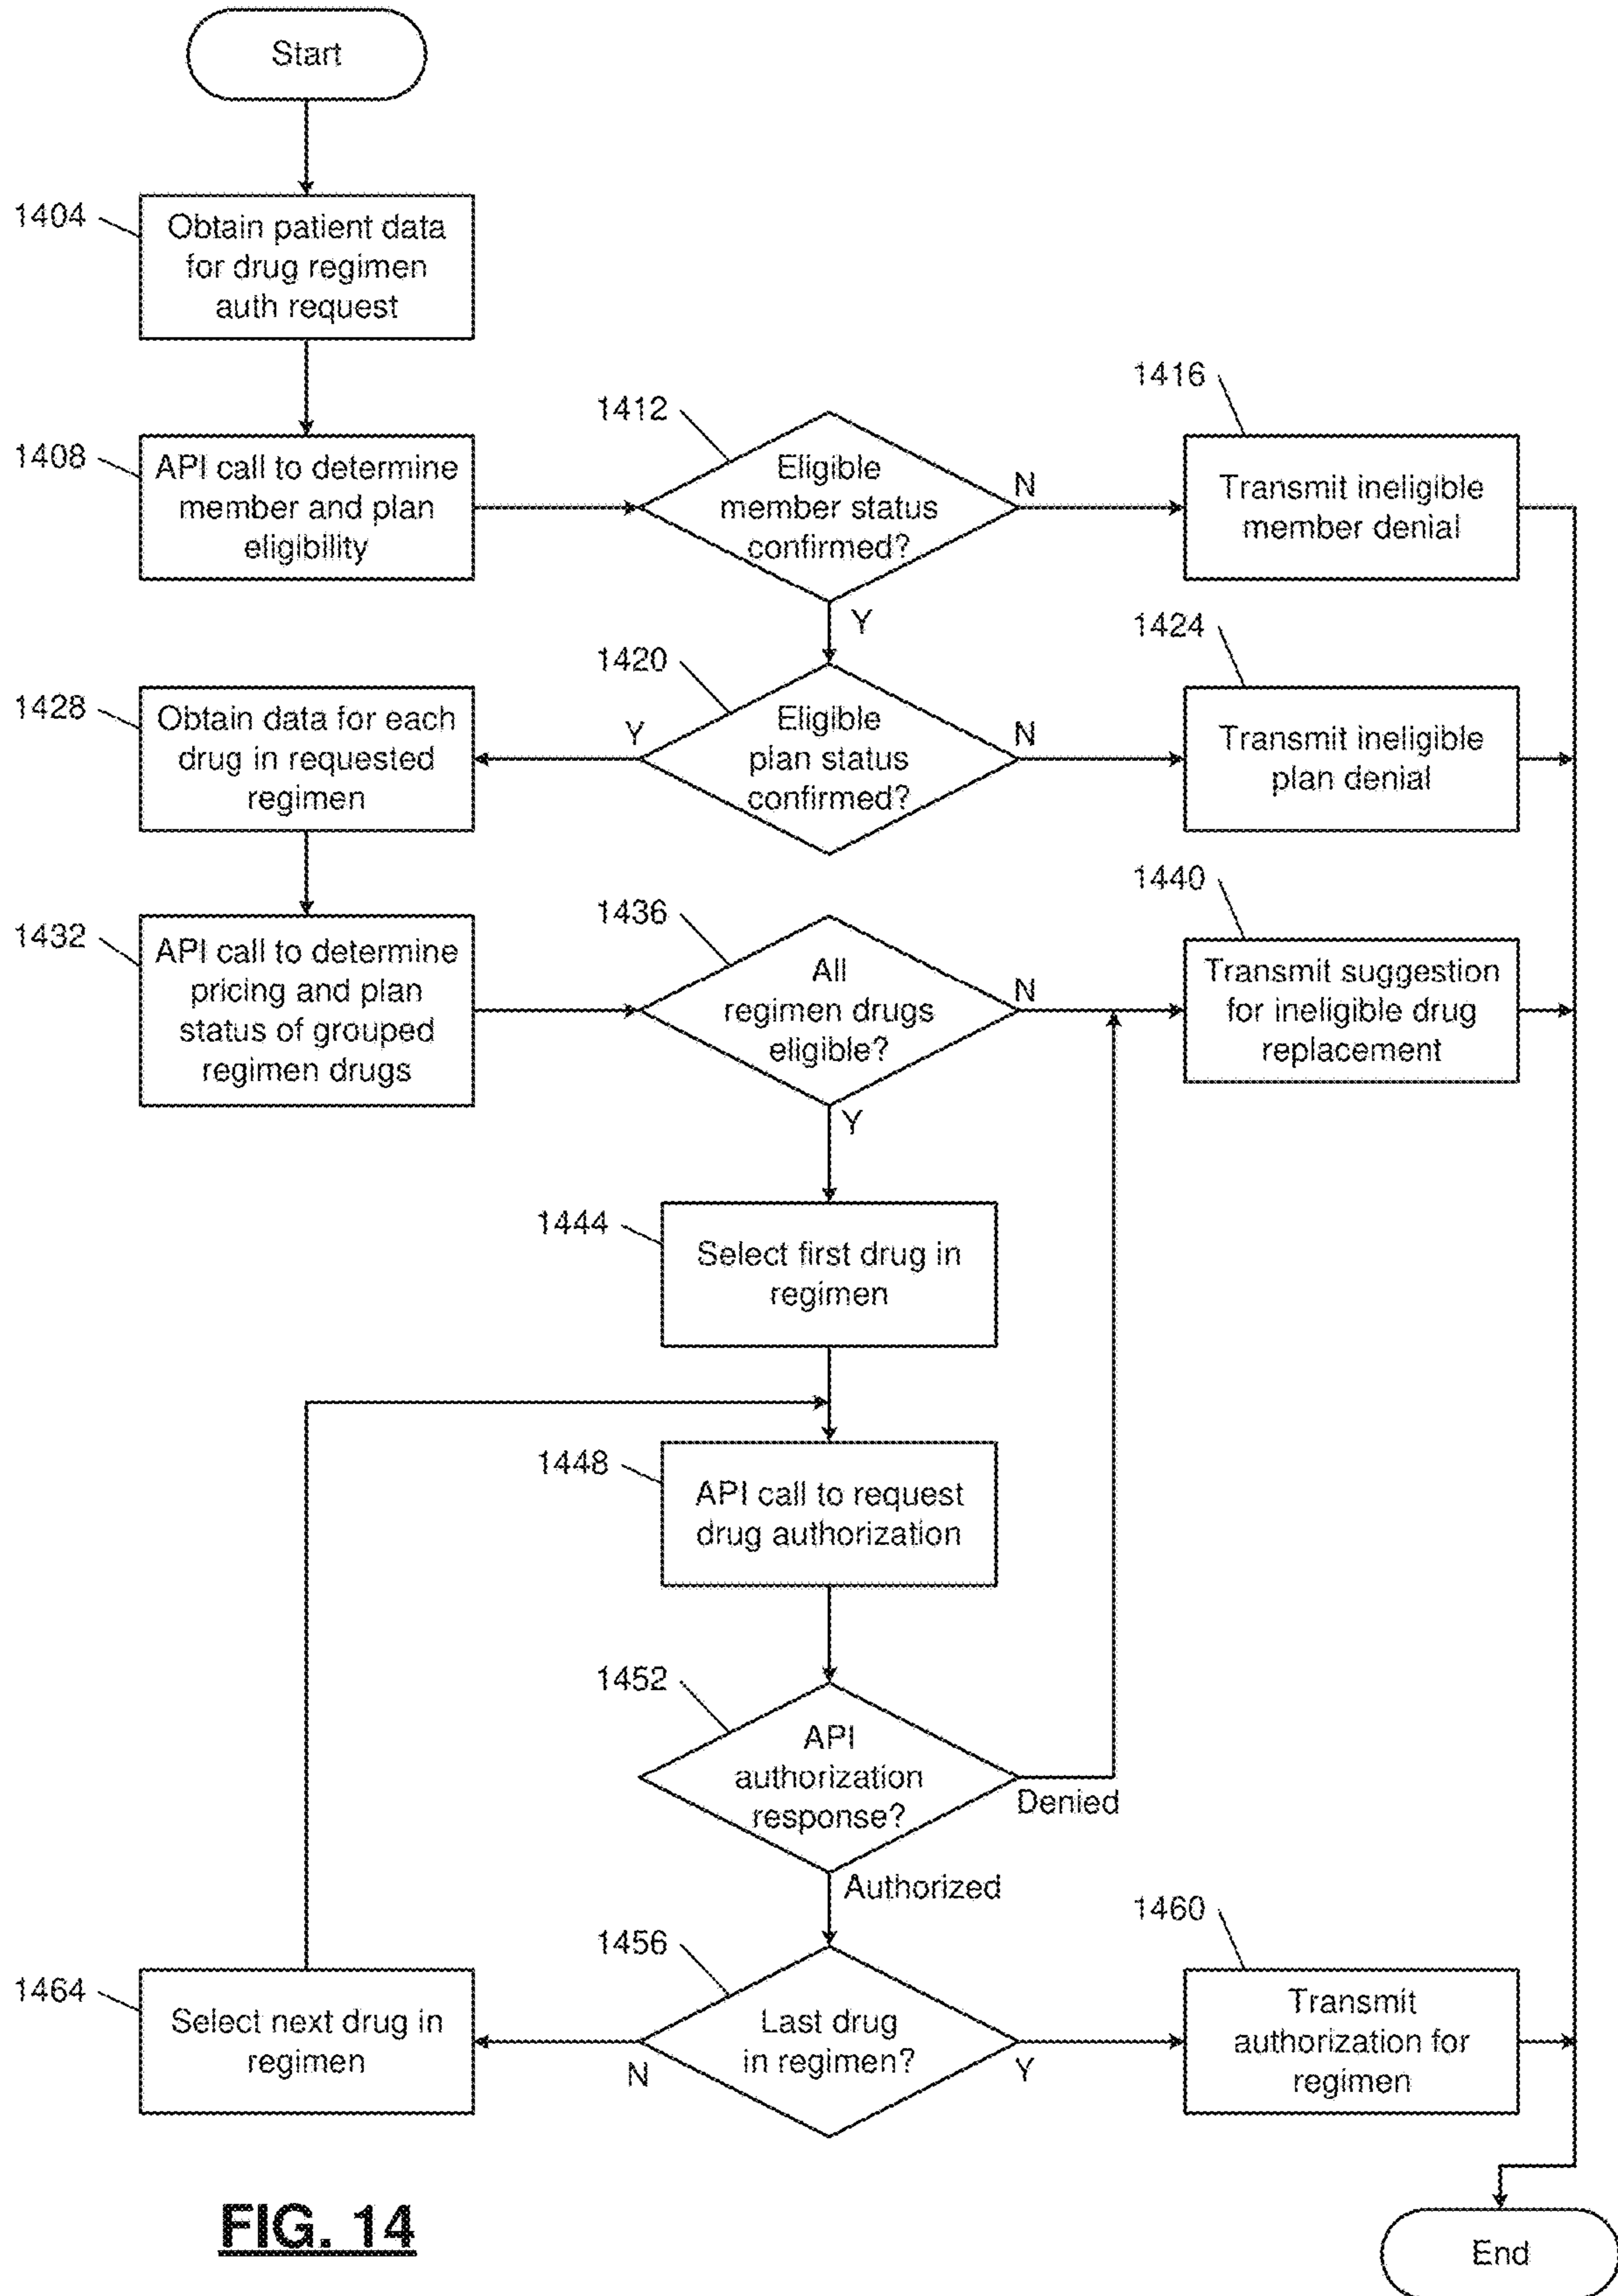 Start
1404
Obtain patient data
for drug regimen
auth request
1408
API call to determine
member and plan
eligibility
1412
Eligible
member status
confirmed?
N
Y
1416
Transmit ineligible
member denial
1420
Eligible
plan status
confirmed?
Y
N
1424
Transmit ineligible
plan denial
1428
Obtain data for each
drug in requested
regimen
1432
API call to determine
pricing and plan
status of grouped
regimen drugs
1436
All
regimen drugs
eligible?
N
Y
1440
Transmit suggestion
for ineligible drug
replacement
1444
Select first drug in
regimen
1448
API call to request
drug authorization
1452
API
authorization
response?
Denied
Authorized
1456
Last drug
in regimen?
N
Y
1460
Transmit
authorization for
regimen
1464
Select next drug in
regimen
End
FIG. 14